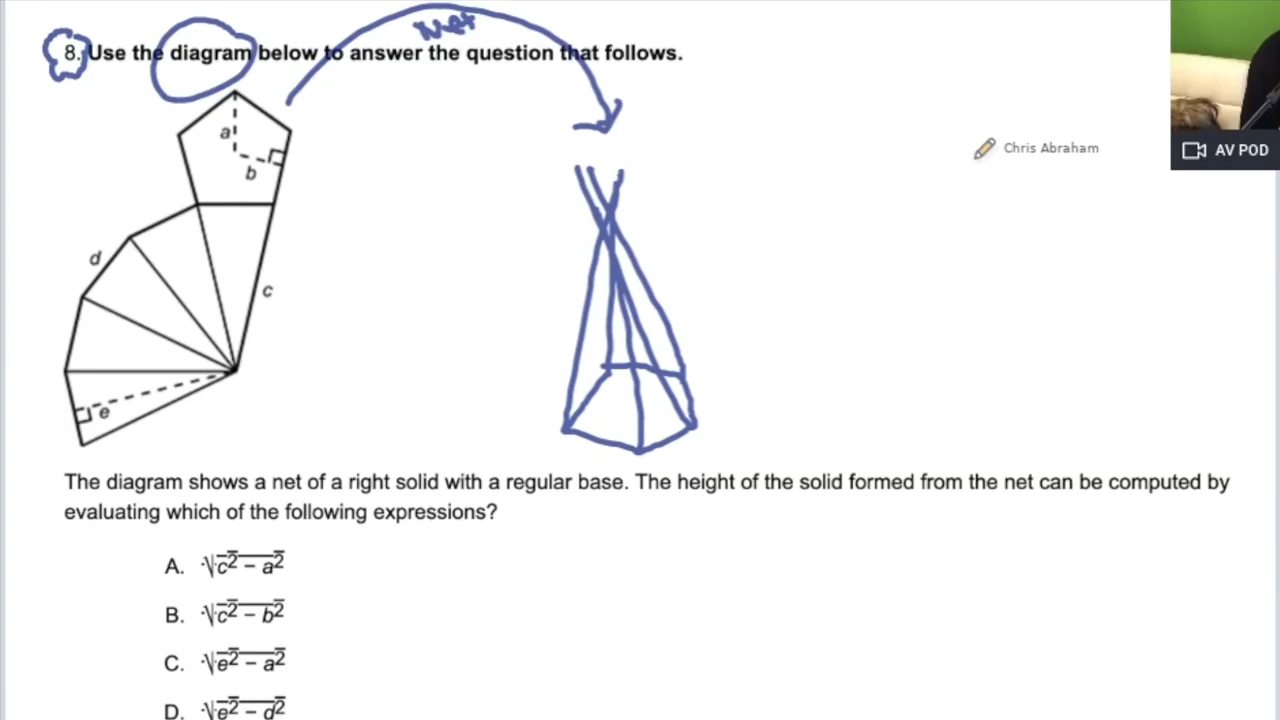 Net
8. Use the diagram below to answer the question that follows.
a
b
Chris Abraham
AV POD
d
c
e
The diagram shows a net of a right solid with a regular base. The height of the solid formed from the net can be computed by
evaluating which of the following expressions?
A. √c² – a²
B. √c² – b²
C. √e² – a²
D. √e² – d²